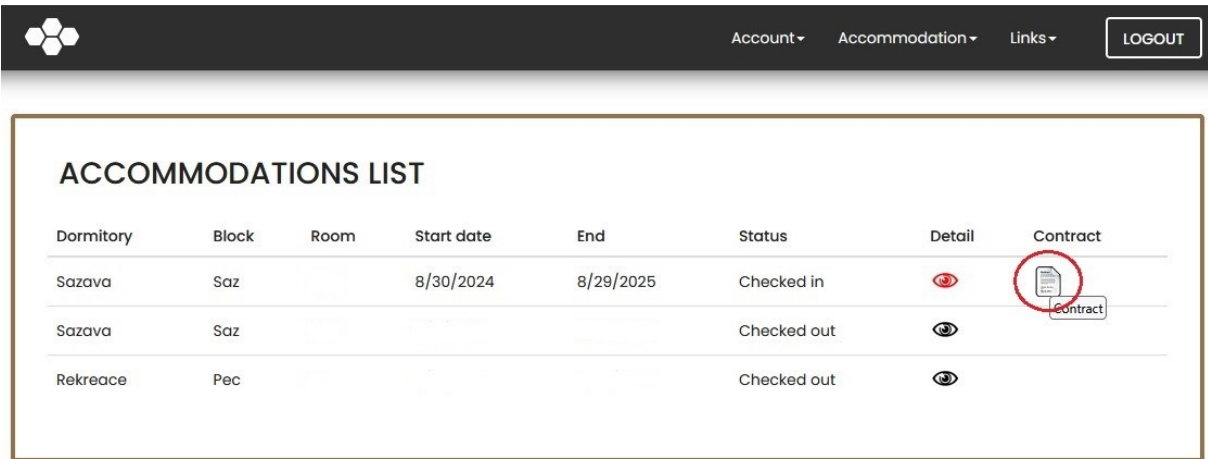 Account Accommodation Links LOGOUT
ACCOMMODATIONS LIST
Dormitory Block Room Start date End Status Detail Contract
Sazava Saz 8/30/2024 8/29/2025 Checked in
Contract
Sazava Saz Checked out
Rekreace Pec Checked out